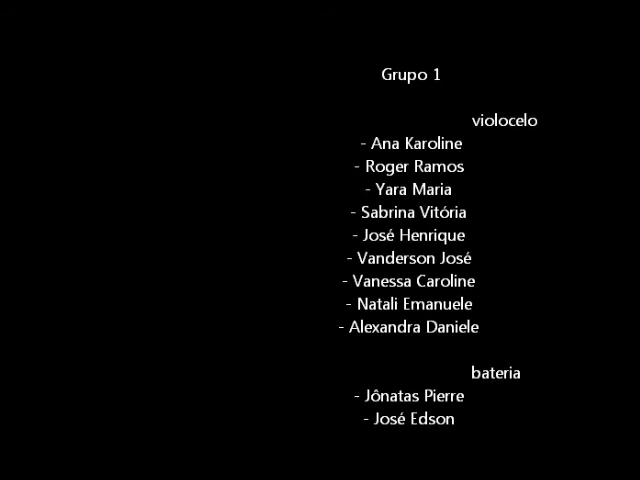 Grupo 1
violocelo
- Ana Karoline
- Roger Ramos
- Yara Maria
- Sabrina Vitória
- José Henrique
- Vanderson José
- Vanessa Caroline
- Natali Emanuele
- Alexandra Daniele
bateria
- Jônatas Pierre
- José Edson